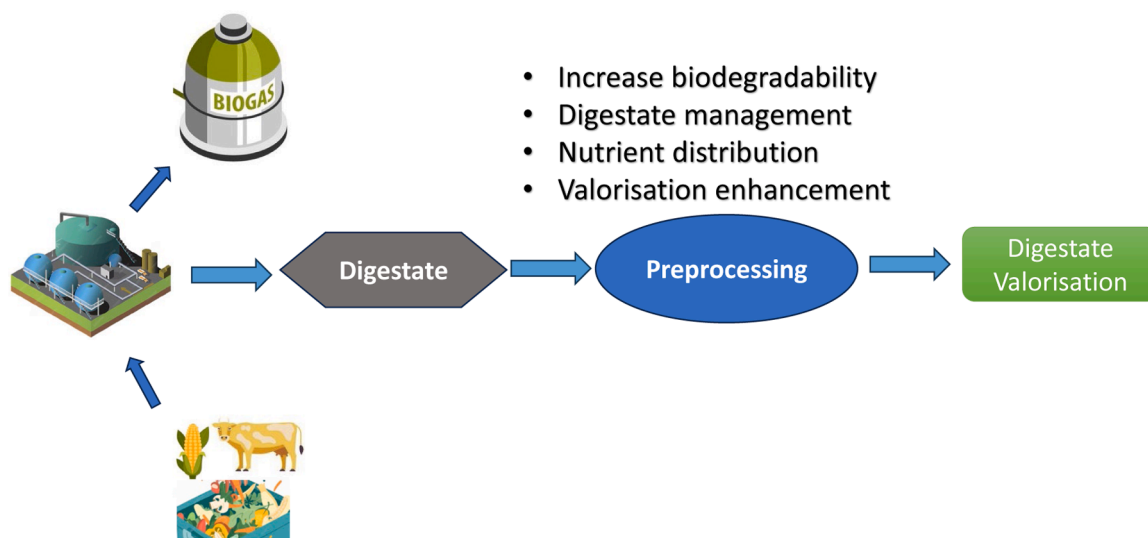 BIOGAS
• Increase biodegradability
• Digestate management
• Nutrient distribution
• Valorisation enhancement
Digestate
Preprocessing
Digestate
Valorisation